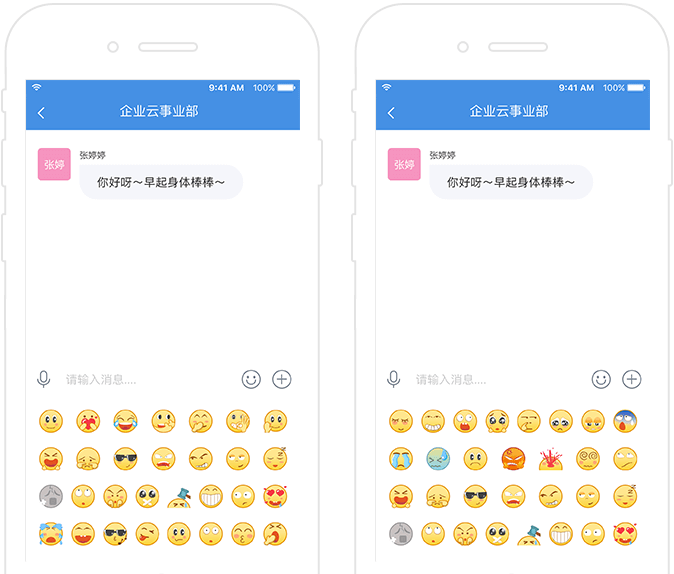 9:41 AM 100%
企业云事业部
张婷婷
张婷
你好呀～早起身体棒棒～
请输入消息....
9:41 AM 100%
企业云事业部
张婷婷
张婷
你好呀～早起身体棒棒～
请输入消息....